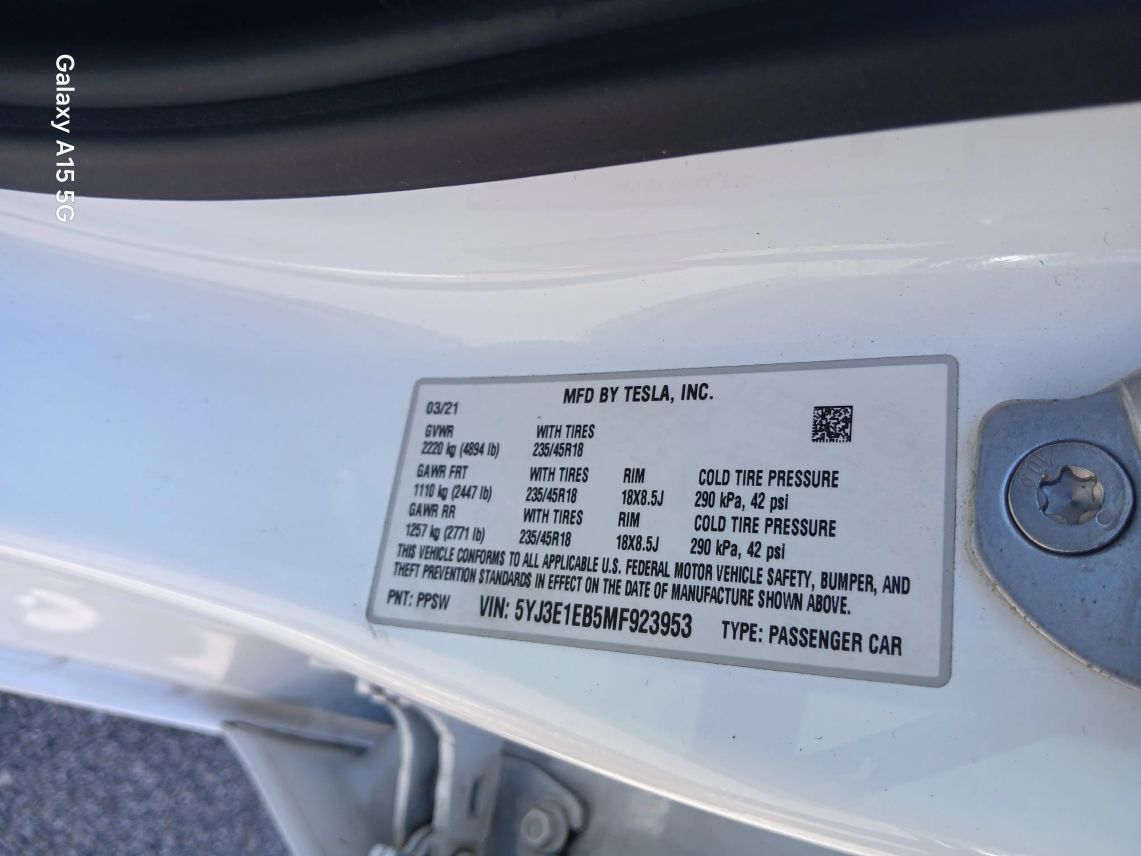 Galaxy A15 5G
MFD BY TESLA, INC.
03/21
GVWR WITH TIRES
2220 kg (4894 lb) 235/45R18
GAWR FRT WITH TIRES RIM COLD TIRE PRESSURE
1110 kg (2447 lb) 235/45R18 18X8.5J 290 kPa, 42 psi
GAWR RR WITH TIRES RIM COLD TIRE PRESSURE
1257 kg (2771 lb) 235/45R18 18X8.5J 290 kPa, 42 psi
THIS VEHICLE CONFORMS TO ALL APPLICABLE U.S. FEDERAL MOTOR VEHICLE SAFETY, BUMPER, AND
THEFT PREVENTION STANDARDS IN EFFECT ON THE DATE OF MANUFACTURE SHOWN ABOVE.
PNT: PPSW VIN: 5YJ3E1EB5MF923953 TYPE: PASSENGER CAR